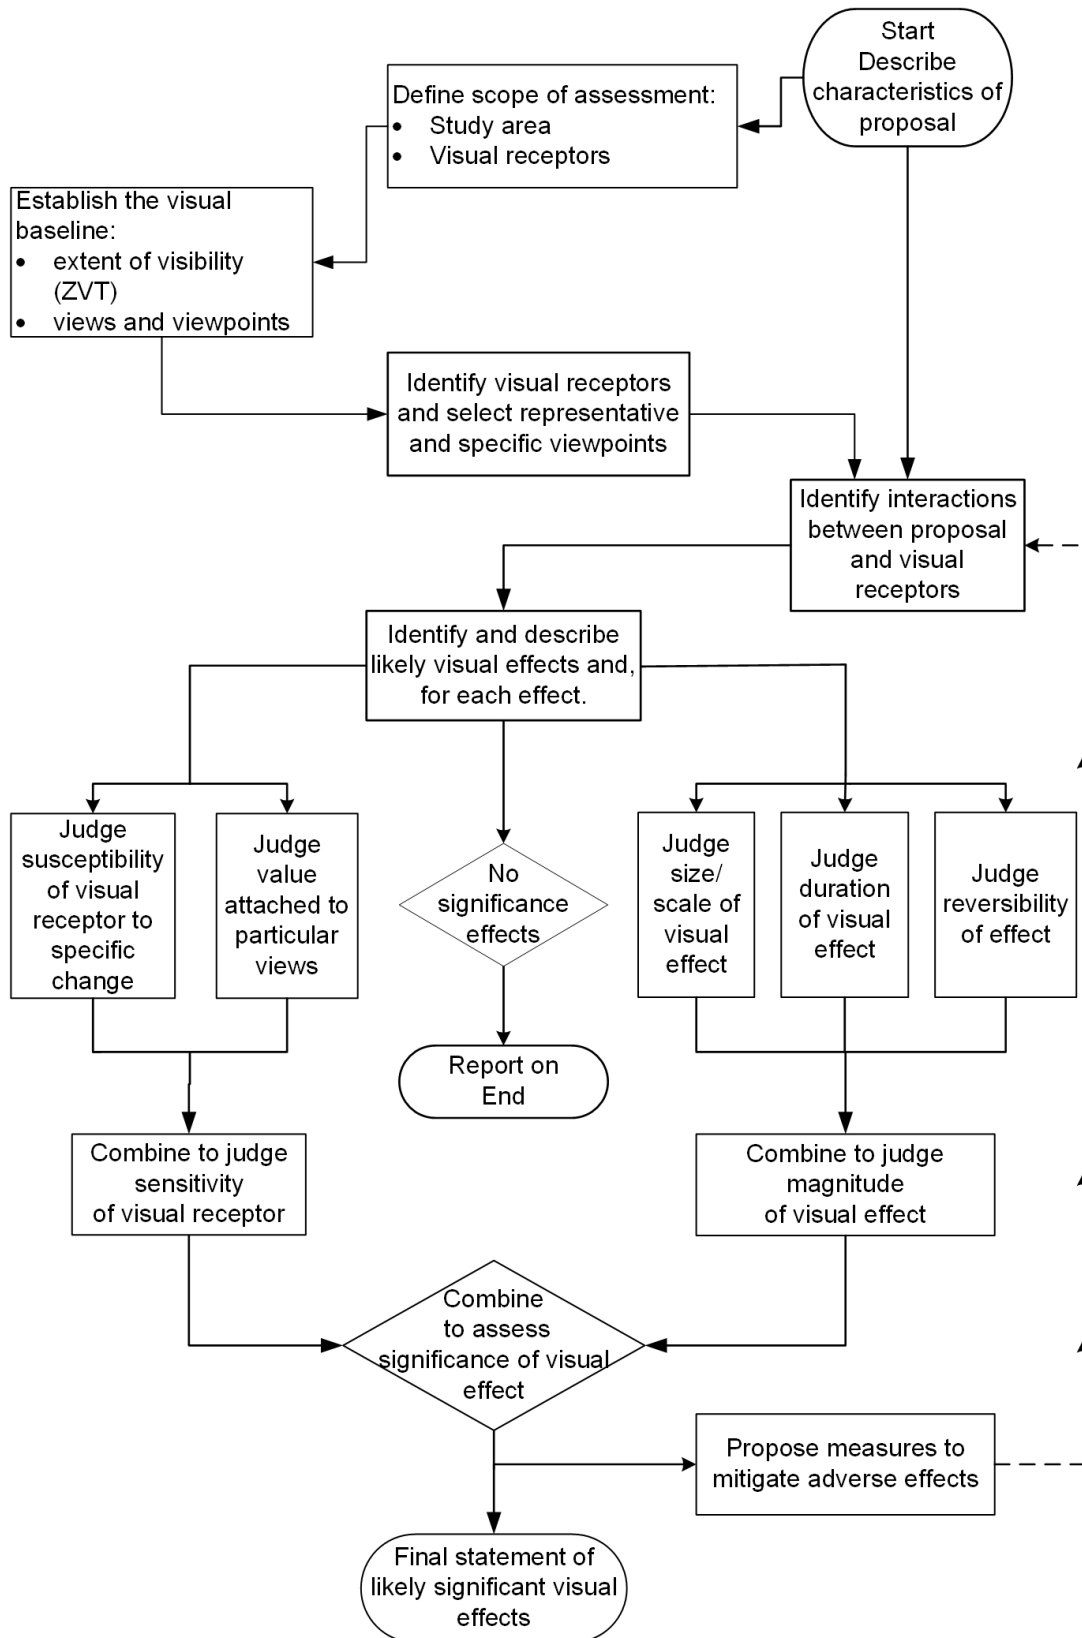 Start
Describe
characteristics of
proposal
Define scope of assessment:
• Study area
• Visual receptors
Establish the visual
baseline:
• extent of visibility
(ZVT)
• views and viewpoints
Identify visual receptors
and select representative
and specific viewpoints
Identify interactions
between proposal
and visual
receptors
Identify and describe
likely visual effects and,
for each effect.
Judge
susceptibility
of visual
receptor to
specific
change
Judge
value
attached to
particular
views
No
significance
effects
Judge
size/
scale of
visual
effect
Judge
duration
of visual
effect
Judge
reversibility
of effect
Report on
End
Combine to judge
sensitivity
of visual receptor
Combine to judge
magnitude
of visual effect
Combine
to assess
significance of visual
effect
Propose measures to
mitigate adverse effects
Final statement of
likely significant visual
effects